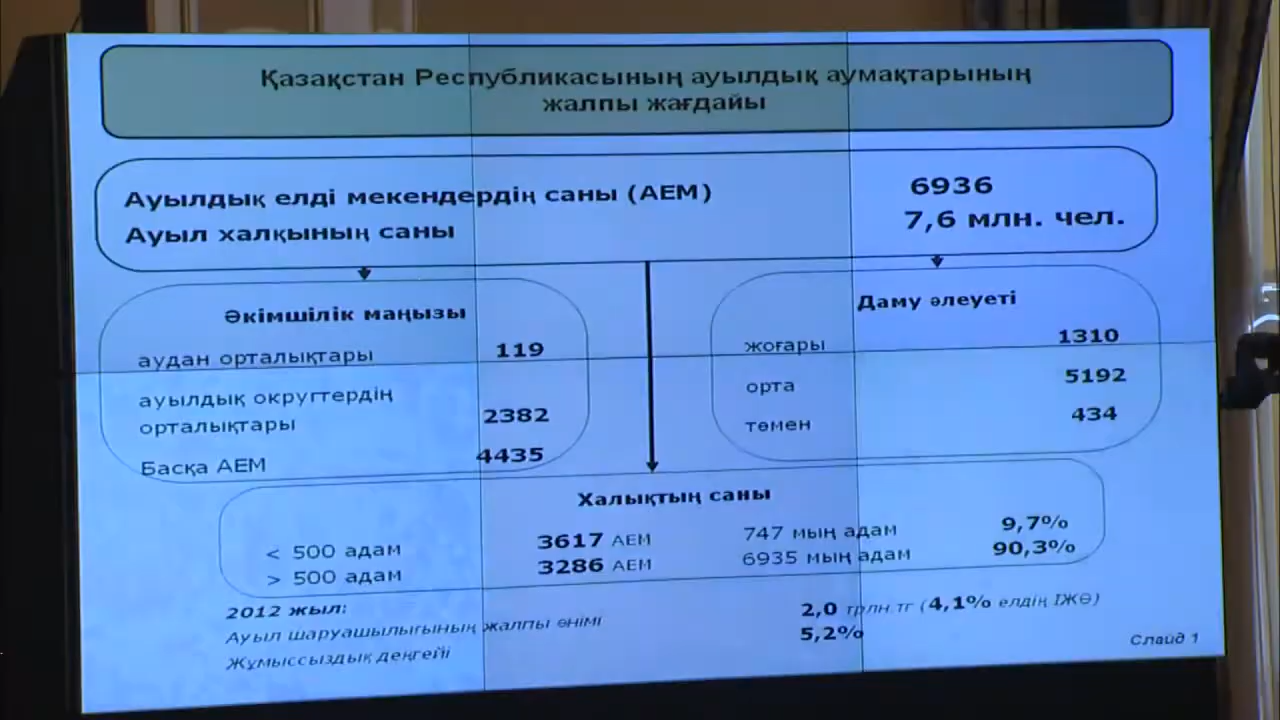 Қазақстан Республикасының ауылдық аумақтарының
жалпы жағдайы
Ауылдық елді мекендердің саны (АЕМ) 6936
Ауыл халқының саны 7,6 млн. чел.
Әкімшілік маңызы
аудан орталықтары 119
ауылдық округтердің
орталықтары 2382
Басқа АЕМ 4435
Даму әлеуеті
жоғары 1310
орта 5192
төмен 434
Халықтың саны
< 500 адам 3617 АЕМ 747 мың адам 9,7%
> 500 адам 3286 АЕМ 6935 мың адам 90,3%
2012 жыл:
Ауыл шаруашылығының жалпы өнімі 2,0 трлн.тг (4,1% елдің ІЖӨ)
Жұмыссыздық деңгейі 5,2%
Слайд 1